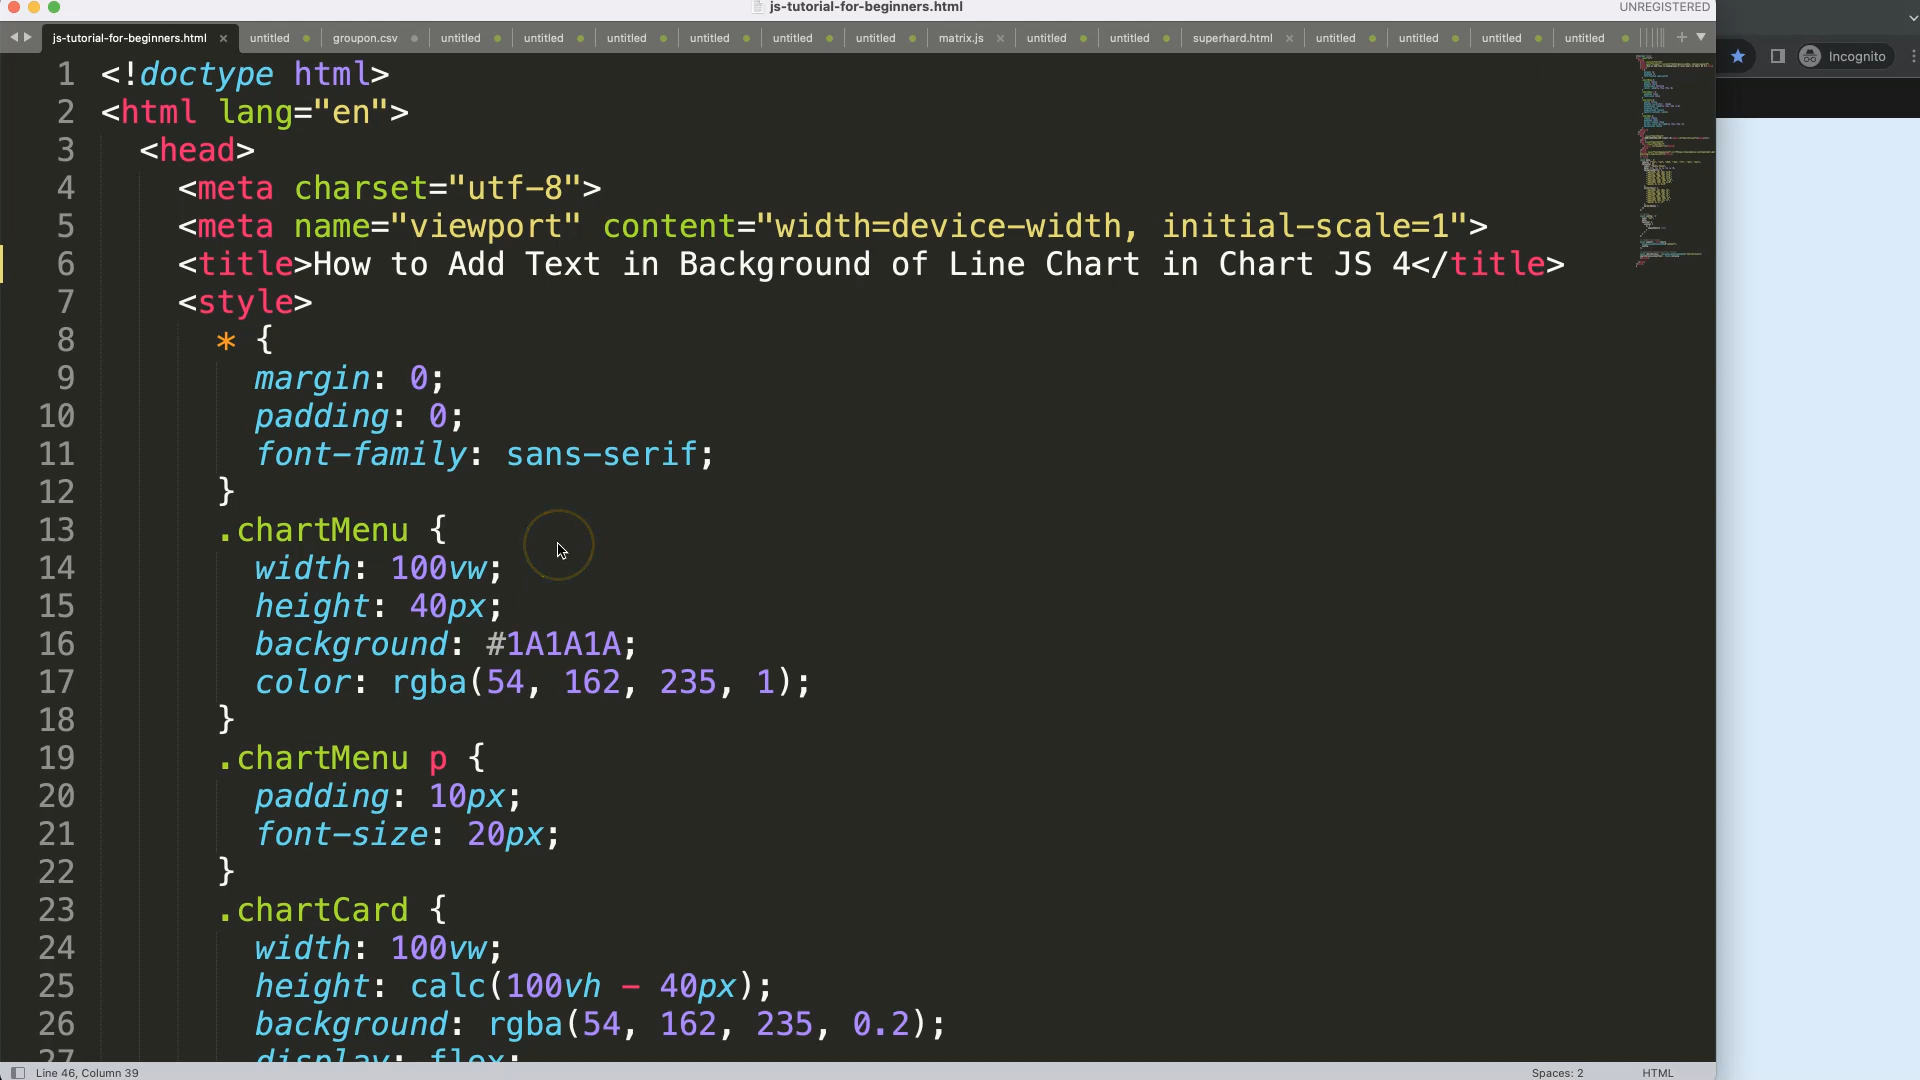 js-tutorial-for-beginners.html
UNREGISTERED
js-tutorial-for-beginners.html untitled groupon.csv untitled untitled untitled untitled untitled untitled matrix.js untitled untitled superhard.html untitled untitled untitled untitled
Incognito
1 <!doctype html>
2 <html lang="en">
3 <head>
4 <meta charset="utf-8">
5 <meta name="viewport" content="width=device-width, initial-scale=1">
6 <title>How to Add Text in Background of Line Chart in Chart JS 4</title>
7 <style>
8 * {
9 margin: 0;
10 padding: 0;
11 font-family: sans-serif;
12 }
13 .chartMenu {
14 width: 100vw;
15 height: 40px;
16 background: #1A1A1A;
17 color: rgba(54, 162, 235, 1);
18 }
19 .chartMenu p {
20 padding: 10px;
21 font-size: 20px;
22 }
23 .chartCard {
24 width: 100vw;
25 height: calc(100vh - 40px);
26 background: rgba(54, 162, 235, 0.2);
27 display: flex;
Line 46, Column 39
Spaces: 2
HTML